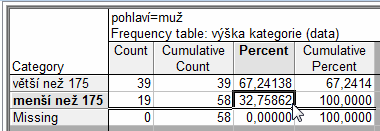 pohlaví=muž
Frequency table: výška kategorie (data)
Category Count Cumulative Count Percent Cumulative Percent
větší než 175 39 39 67,24138 67,2414
menší než 175 19 58 32,75862 100,0000
Missing 0 58 0,00000 100,0000